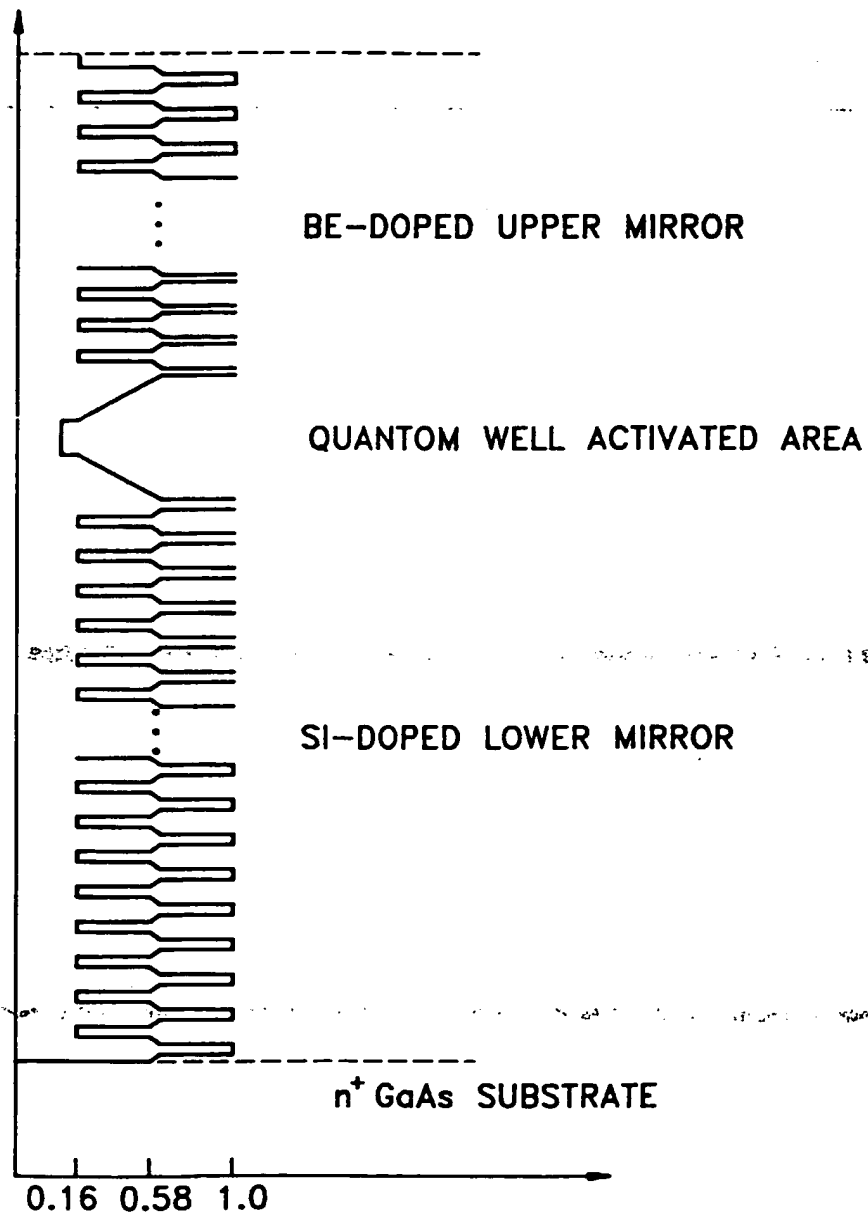 BE-DOPED UPPER MIRROR
QUANTOM WELL ACTIVATED AREA
SI-DOPED LOWER MIRROR
n⁺ GaAs SUBSTRATE
0.16 0.58 1.0